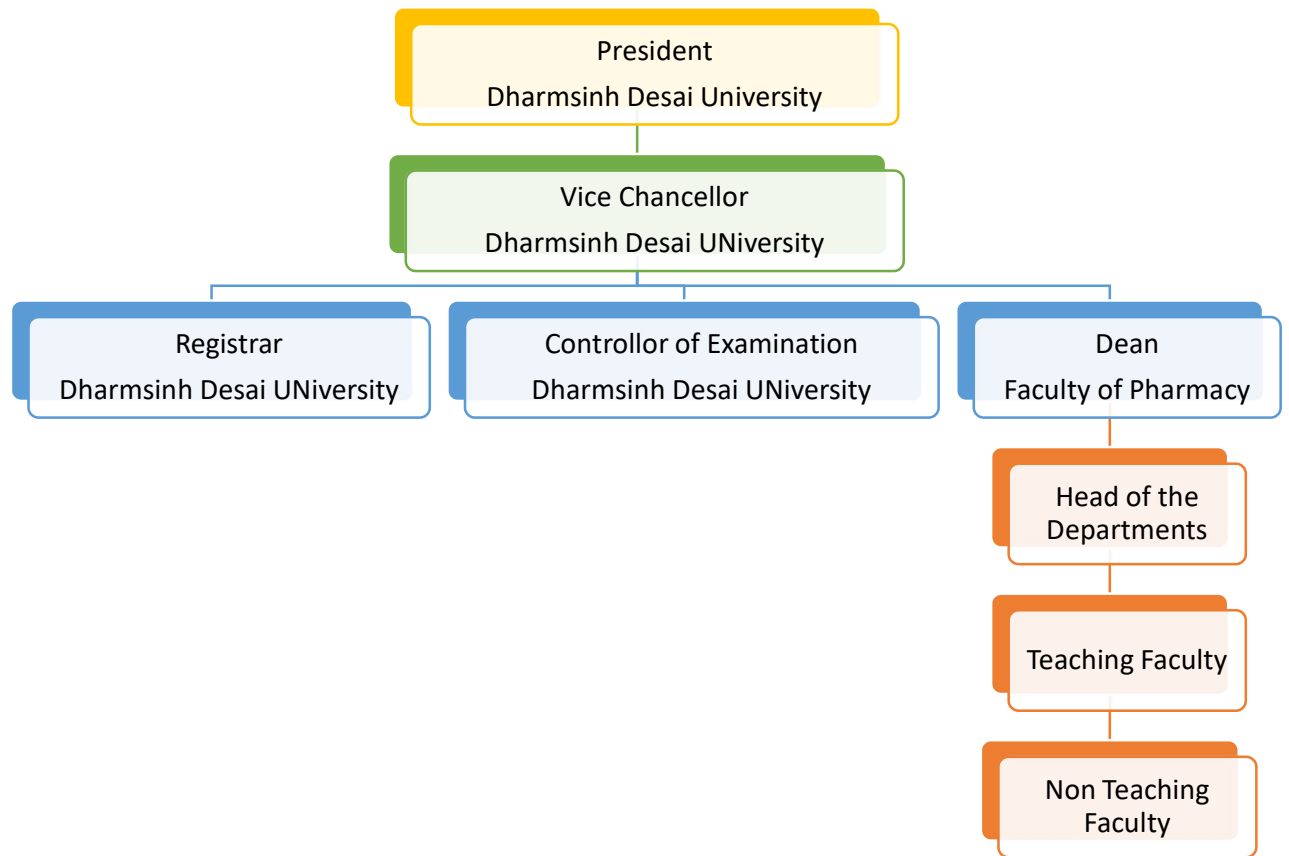 President
Dharmsinh Desai University
Vice Chancellor
Dharmsinh Desai UNiversity
Registrar
Dharmsinh Desai UNiversity
Controllor of Examination
Dharmsinh Desai UNiversity
Dean
Faculty of Pharmacy
Head of the
Departments
Teaching Faculty
Non Teaching
Faculty